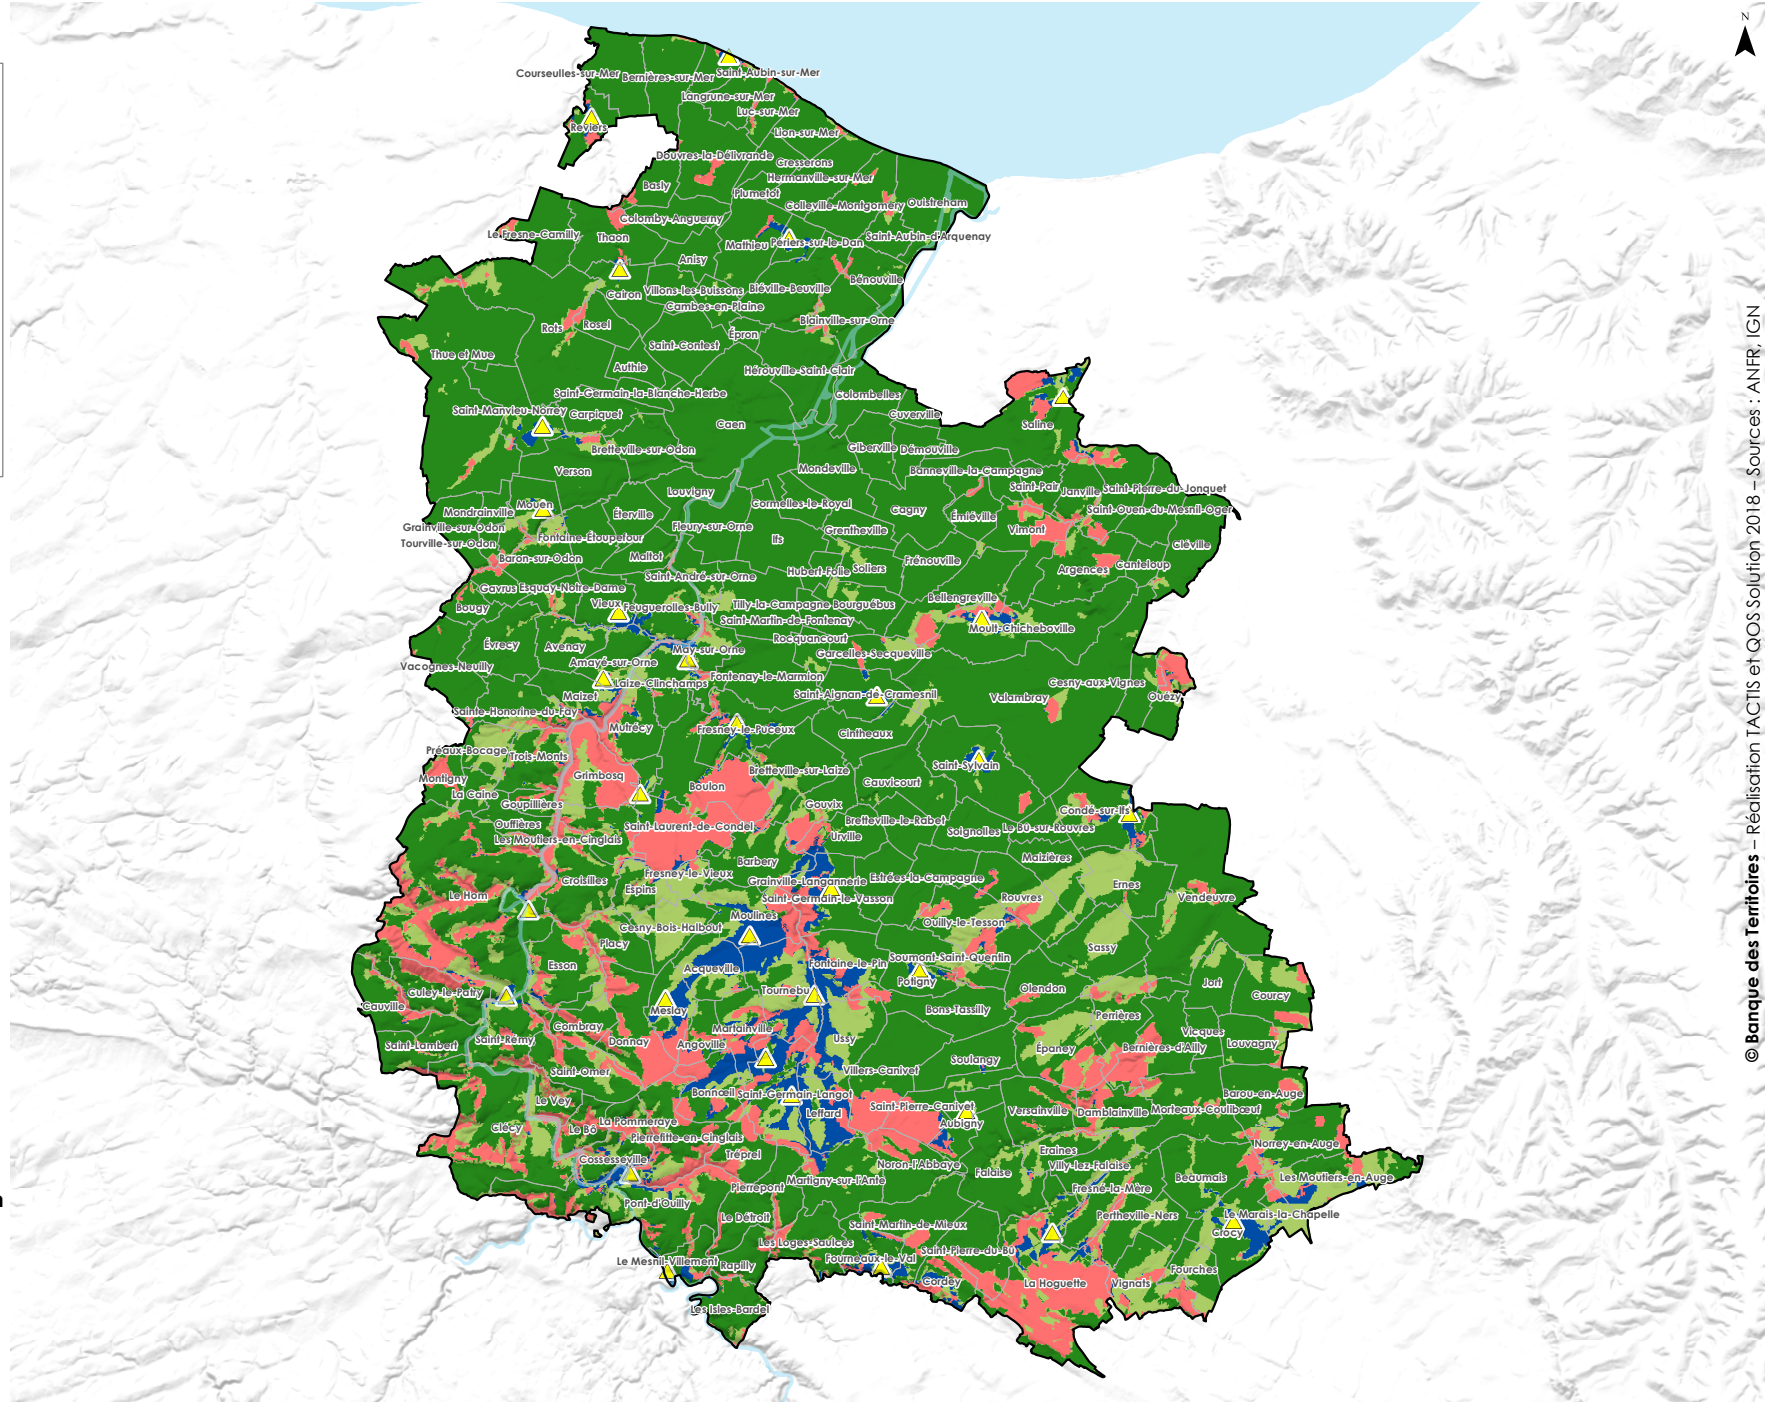 N
Courseulles-sur-Mer
Bernières-sur-Mer
Saint-Aubin-sur-Mer
Langrune-sur-Mer
Luc-sur-Mer
Reviers
Lion-sur-Mer
Douvres-la-Délivrande
Cresserons
Hermanville-sur-Mer
Basly
Plumetot
Colleville-Montgomery
Ouistreham
Colomby-Anguerny
Le Fresne-Camilly
Thaon
Mathieu
Périers-sur-le-Dan
Saint-Aubin-d'Arquenay
Anisy
Bénouville
Cairon
Villons-les-Buissons
Biéville-Beuville
Cambes-en-Plaine
Rots
Rosel
Blainville-sur-Orne
Épron
Saint-Contest
Thue et Mue
Authie
Hérouville-Saint-Clair
Saint-Germain-la-Blanche-Herbe
Colombelles
Saint-Manvieu-Norrey
Carpiquet
Cuverville
Caen
Saline
Bretteville-sur-Odon
Giberville
Démouville
Verson
Mondeville
Banneville-la-Campagne
Louvigny
Saint-Pair
Janville
Saint-Pierre-du-Jonquet
Mouen
Mondrainville
Éterville
Cormelles-le-Royal
Cagny
Émiéville
Saint-Ouen-du-Mesnil-Oger
Grainville-sur-Odon
Fleury-sur-Orne
Grentheville
Vimont
Tourville-sur-Odon
Fontaine-Étoupefour
Ifs
Cléville
Baron-sur-Odon
Maltot
Frénouville
Argences
Canteloup
Saint-André-sur-Orne
Hubert-Folie
Soliers
Gavrus
Esquay-Notre-Dame
Bougy
Vieux
Feuguerolles-Bully
Tilly-la-Campagne
Bourguébus
Bellengreville
Saint-Martin-de-Fontenay
Moult-Chicheboville
Évrecy
Avenay
Rocquancourt
May-sur-Orne
Garcelles-Secqueville
Vacognes-Neuilly
Amayé-sur-Orne
Laize-Clinchamps
Fontenay-le-Marmion
Cesny-aux-Vignes
Ouézy
Maizet
Saint-Aignan-de-Cramesnil
Valambray
Sainte-Honorine-du-Fay
Mutrécy
Fresney-le-Puceux
Cintheaux
Préaux-Bocage
Trois-Monts
Saint-Sylvain
Montigny
Grimbosq
Bretteville-sur-Laize
Cauvicourt
La Caine
Boulon
Goupillières
Gouvix
Condé-sur-Ifs
Ouffières
Saint-Laurent-de-Condel
Bretteville-le-Rabet
Soignolles
Le Bû-sur-Rouvres
Les Moutiers-en-Cinglais
Urville
Barbery
Maizières
Croisilles
Fresney-le-Vieux
Grainville-Langannerie
Estrées-la-Campagne
Ernes
Le Hom
Espins
Saint-Germain-le-Vasson
Rouvres
Vendeuvre
Moulines
Cesny-Bois-Halbout
Ouilly-le-Tesson
Placy
Sassy
Esson
Acqueville
Fontaine-le-Pin
Soumont-Saint-Quentin
Potigny
Culey-le-Patry
Tournebu
Olendon
Jort
Courcy
Cauville
Meslay
Bons-Tassilly
Perrières
Combray
Martainville
Vicques
Saint-Lambert
Saint-Rémy
Donnay
Angoville
Ussy
Louvagny
Épaney
Bernières-d'Ailly
Saint-Omer
Soulangy
Villers-Canivet
Bonnœil
Saint-Germain-Langot
Barou-en-Auge
Le Vey
Leffard
Saint-Pierre-Canivet
Versainville
Damblainville
Morteaux-Coulibœuf
Aubigny
Clécy
Le Bô
La Pommeraye
Pierrefitte-en-Cinglais
Norrey-en-Auge
Cossesseville
Tréprel
Noron-l'Abbaye
Falaise
Eraines
Villy-lez-Falaise
Beaumais
Les Moutiers-en-Auge
Pierrepont
Martigny-sur-l'Ante
Fresné-la-Mère
Pont-d'Ouilly
Le Détroit
Saint-Martin-de-Mieux
Pertheville-Ners
Le Marais-la-Chapelle
Crocy
Les Loges-Saulces
Saint-Pierre-du-Bû
Le Mesnil-Villement
Rapilly
Fourneaux-le-Val
Cordey
La Hoguette
Vignats
Fourches
Les Isles-Bardel
© Banque des Territoires – Réalisation TACTIS et QOSi Solution 2018 – Sources : ANFR, IGN